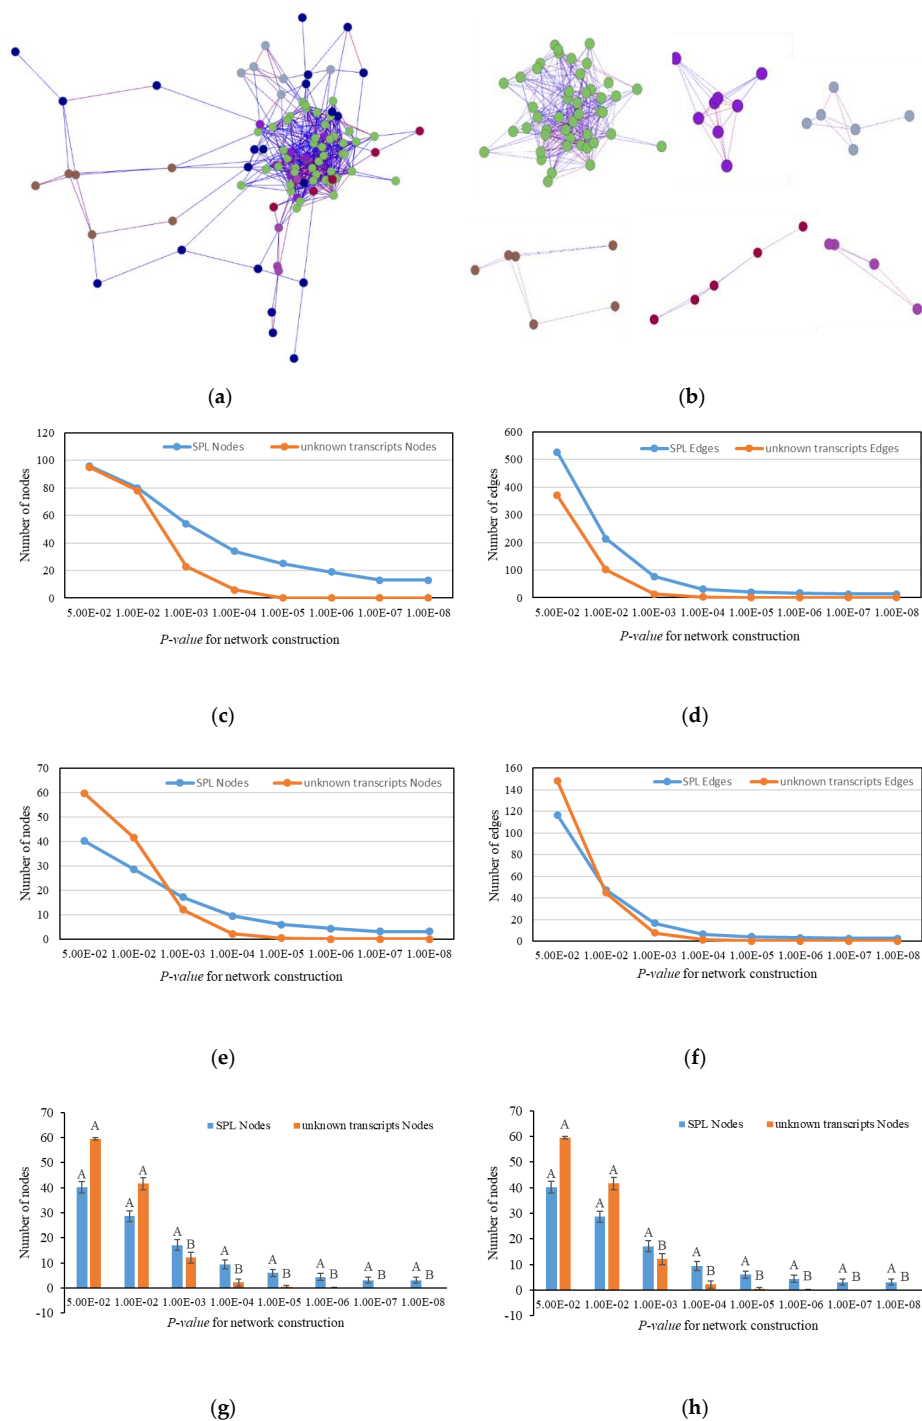 (a)
(b)
SPL Nodes
unknown transcripts Nodes
Number of nodes
120
100
80
60
40
20
0
5.00E-02 1.00E-02 1.00E-03 1.00E-04 1.00E-05 1.00E-06 1.00E-07 1.00E-08
P-value for network construction
(c)
SPL Edges
unknown transcripts Edges
Number of edges
600
500
400
300
200
100
0
5.00E-02 1.00E-02 1.00E-03 1.00E-04 1.00E-05 1.00E-06 1.00E-07 1.00E-08
P-value for network construction
(d)
SPL Nodes
unknown transcripts Nodes
Number of nodes
70
60
50
40
30
20
10
0
5.00E-02 1.00E-02 1.00E-03 1.00E-04 1.00E-05 1.00E-06 1.00E-07 1.00E-08
P-value for network construction
(e)
SPL Edges
unknown transcripts Edges
Number of edges
160
140
120
100
80
60
40
20
0
5.00E-02 1.00E-02 1.00E-03 1.00E-04 1.00E-05 1.00E-06 1.00E-07 1.00E-08
P-value for network construction
(f)
SPL Nodes
unknown transcripts Nodes
Number of nodes
70
60
50
40
30
20
10
0
-10
A A A A A B A B A B A B A B A B
5.00E-02 1.00E-02 1.00E-03 1.00E-04 1.00E-05 1.00E-06 1.00E-07 1.00E-08
P-value for network construction
(g)
SPL Nodes
unknown transcripts Nodes
Number of nodes
70
60
50
40
30
20
10
0
-10
A A A A A B A B A B A B A B A B
5.00E-02 1.00E-02 1.00E-03 1.00E-04 1.00E-05 1.00E-06 1.00E-07 1.00E-08
P-value for network construction
(h)